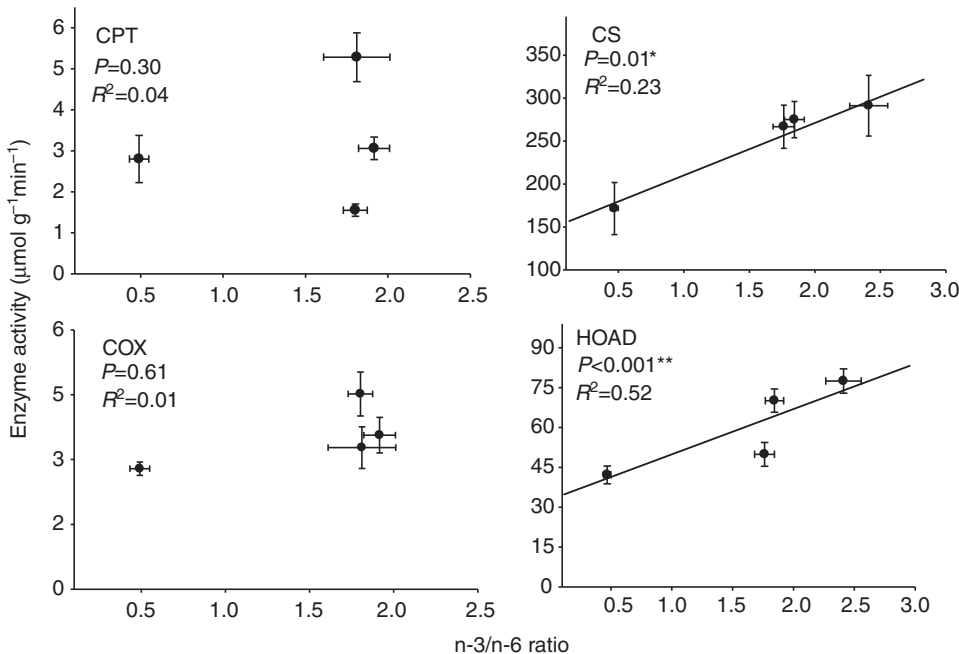 Enzyme activity (μmol g⁻¹min⁻¹)
CPT
P=0.30
R²=0.04
6
5
4
3
2
1
0
0.5 1.0 1.5 2.0 2.5
CS
P=0.01*
R²=0.23
350
300
250
200
150
100
0.5 1.0 1.5 2.0 2.5 3.0
COX
P=0.61
R²=0.01
6
5
3
2
0
0.5 1.0 1.5 2.0 2.5
HOAD
P<0.001**
R²=0.52
90
75
60
45
30
15
0
0.5 1.0 1.5 2.0 2.5 3.0
n-3/n-6 ratio